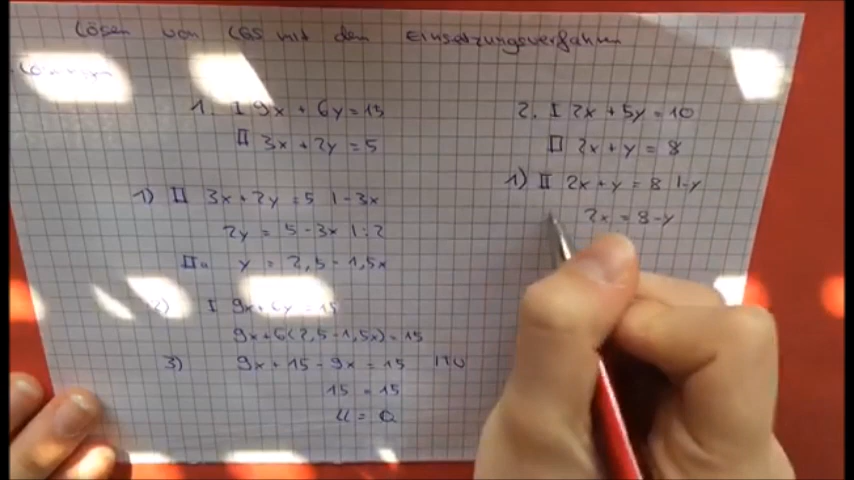 Lösen von LGS mit dem Einsetzungsverfahren
Lösungen
1. I 9x + 6y = 15
II 3x + 2y = 5
1) II 3x + 2y = 5 | -3x
2y = 5 - 3x | : 2
IIa y = 2,5 - 1,5x
2) I 9x + 6y = 15
9x + 6(2,5 - 1,5x) = 15
3) 9x + 15 - 9x = 15 | TU
15 = 15
2. I 2x + 5y = 10
II 2x + y = 8
1) II 2x + y = 8 | -y
2x = 8 - y